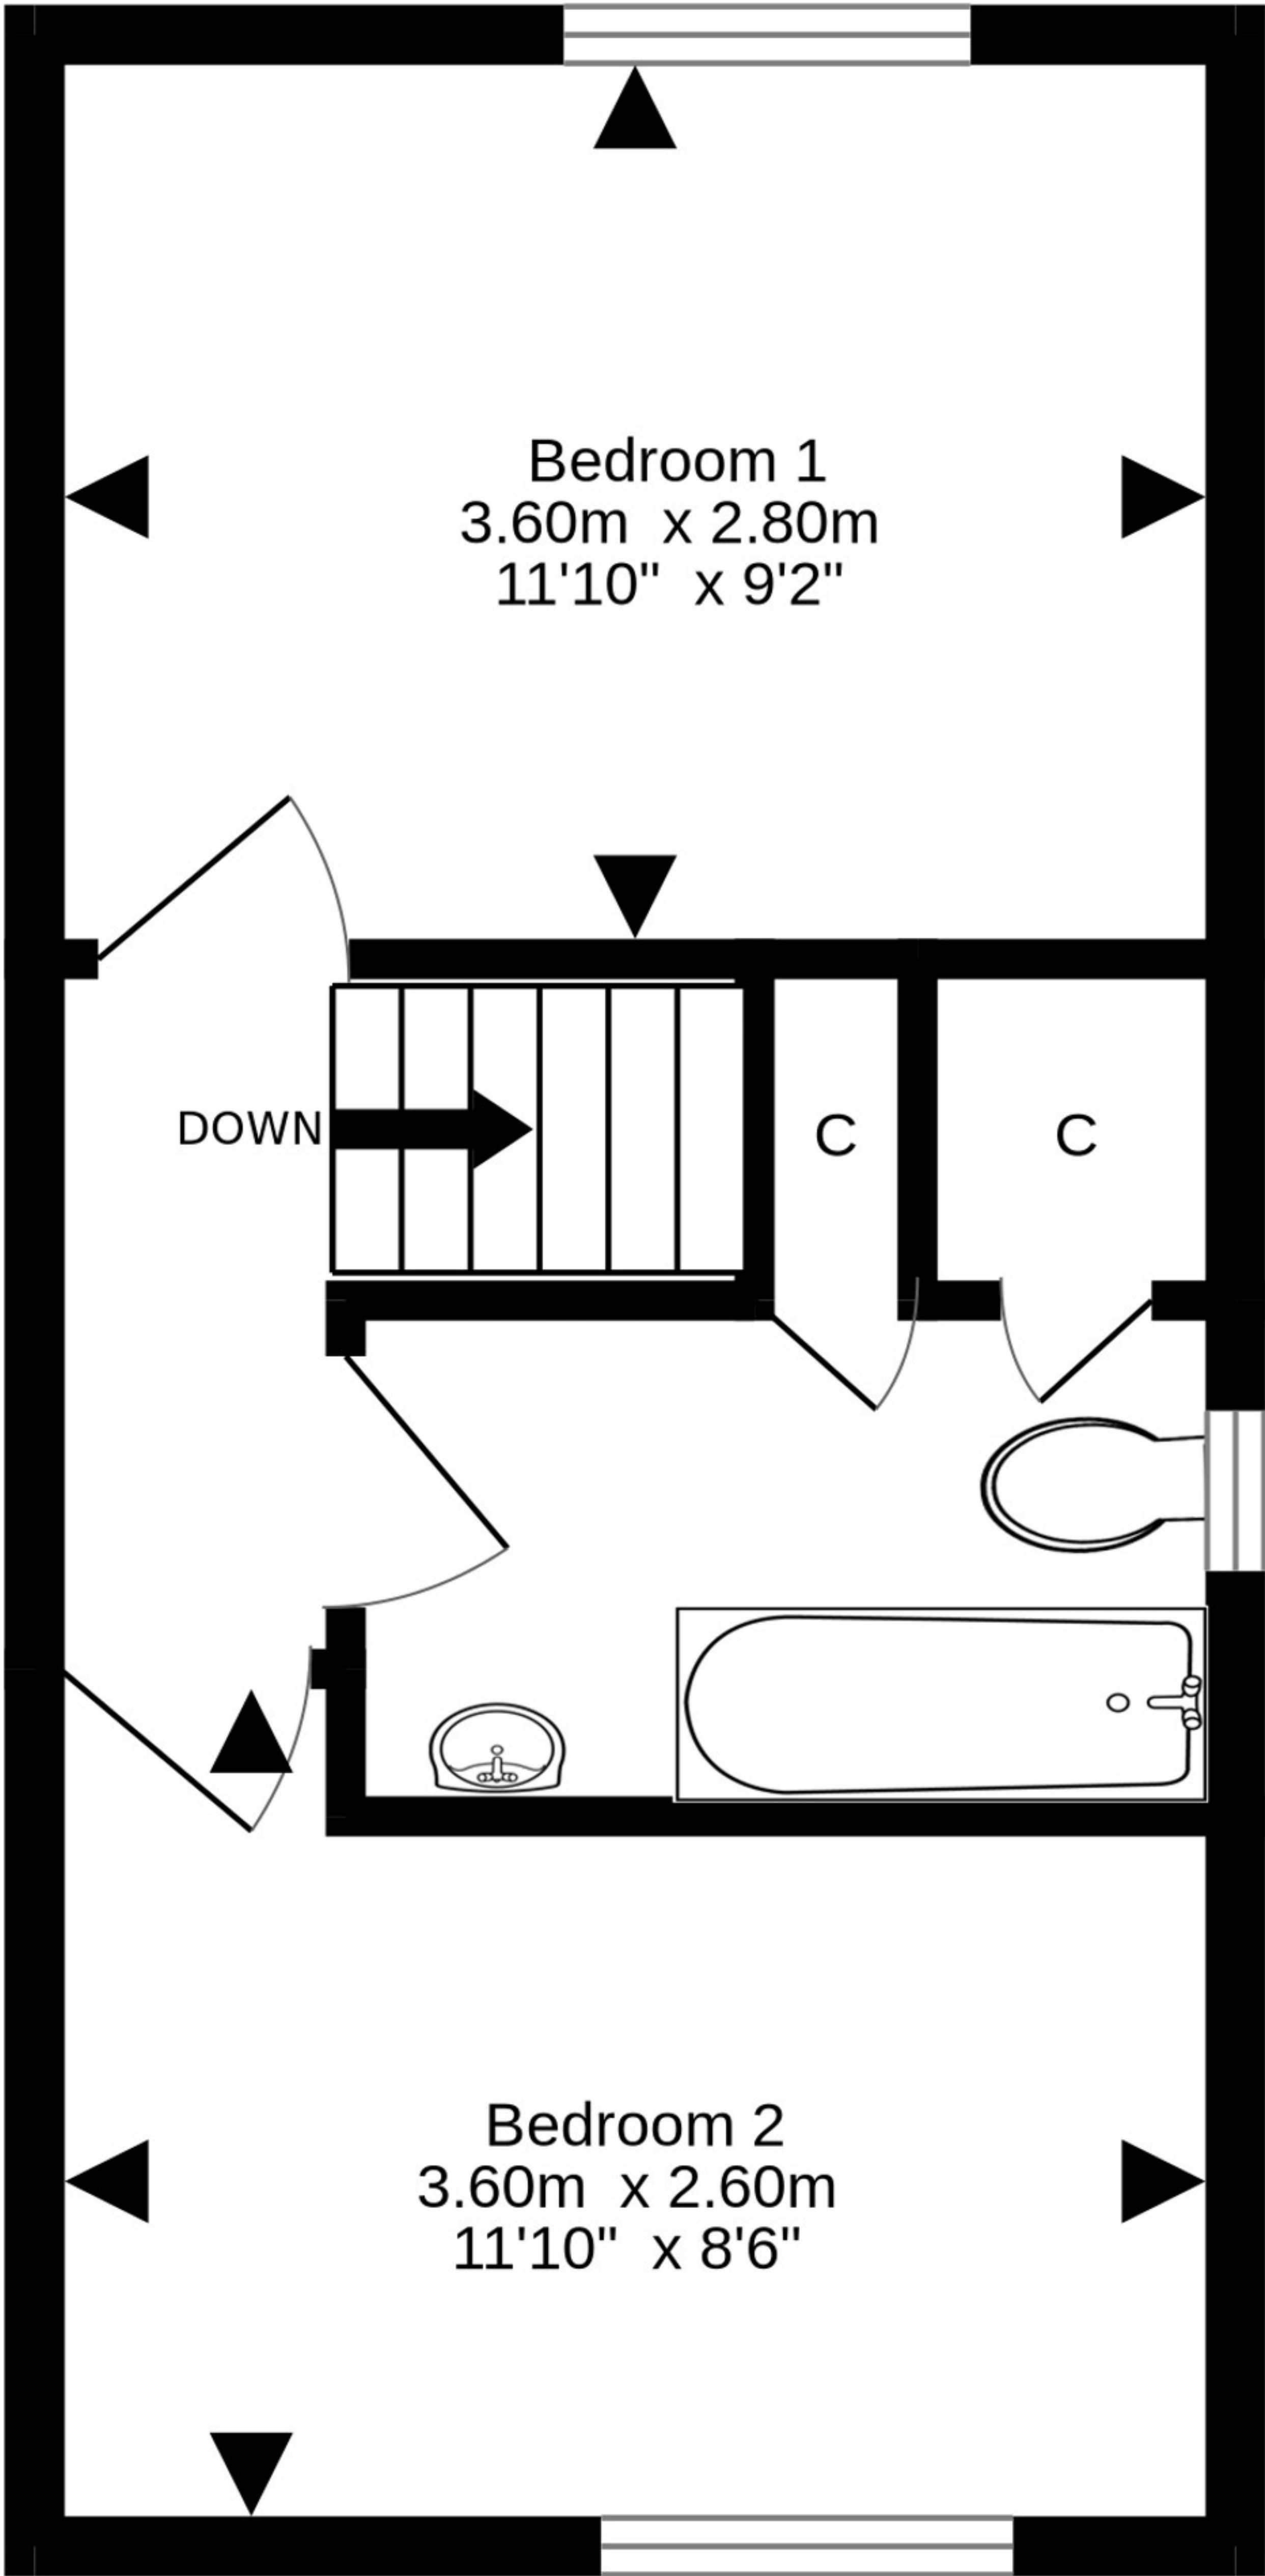 Bedroom 1
3.60m x 2.80m
11'10" x 9'2"
DOWN
C
C
Bedroom 2
3.60m x 2.60m
11'10" x 8'6"